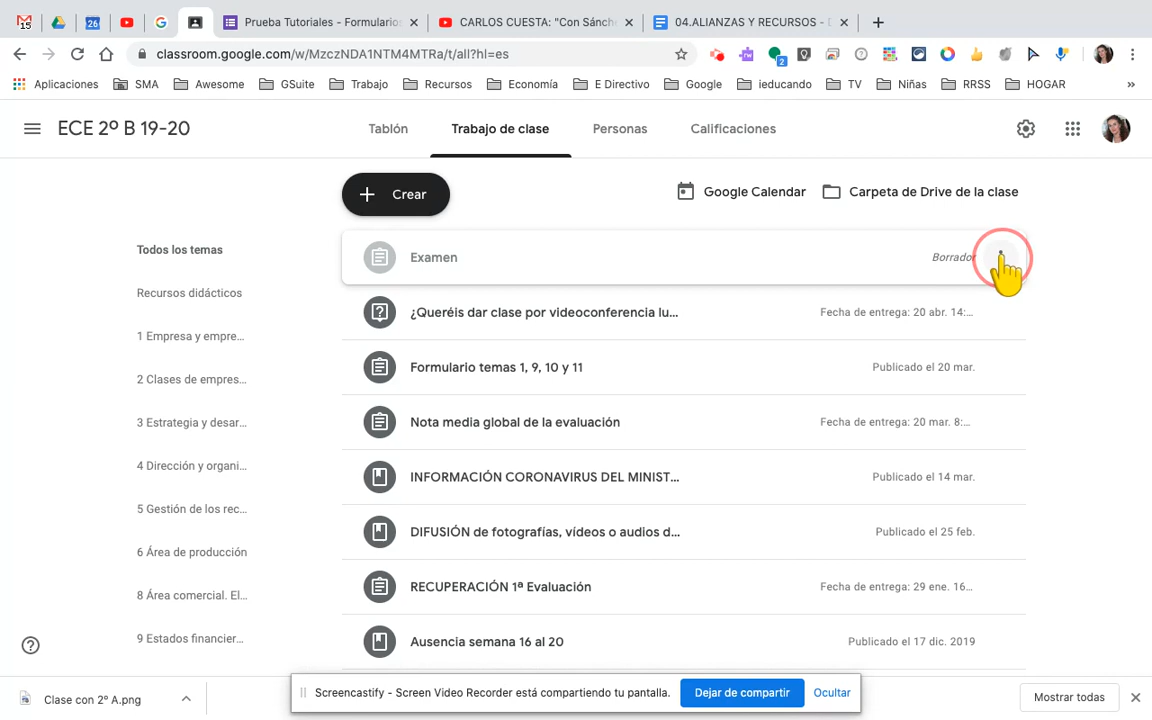 15
26
Prueba Tutoriales - Formularios
CARLOS CUESTA: "Con Sánch
04.ALIANZAS Y RECURSOS - D
classroom.google.com/w/MzczNDA1NTM4MTRa/t/all?hl=es
2
Aplicaciones
SMA
Awesome
GSuite
Trabajo
Recursos
Economía
E Directivo
Google
ieducando
TV
Niñas
RRSS
HOGAR
»
ECE 2º B 19-20
Tablón
Trabajo de clase
Personas
Calificaciones
+ Crear
Google Calendar
Carpeta de Drive de la clase
Todos los temas
Recursos didácticos
1 Empresa y empre...
2 Clases de empres...
3 Estrategia y desar...
4 Dirección y organi...
5 Gestión de los rec...
6 Área de producción
8 Área comercial. El...
9 Estados financier...
Examen
Borrador
¿Queréis dar clase por videoconferencia lu...
Fecha de entrega: 20 abr. 14:...
Formulario temas 1, 9, 10 y 11
Publicado el 20 mar.
Nota media global de la evaluación
Fecha de entrega: 20 mar. 8:...
INFORMACIÓN CORONAVIRUS DEL MINIST...
Publicado el 14 mar.
DIFUSIÓN de fotografías, vídeos o audios d...
Publicado el 25 feb.
RECUPERACIÓN 1ª Evaluación
Fecha de entrega: 29 ene. 16...
Ausencia semana 16 al 20
Publicado el 17 dic. 2019
Clase con 2º A.png
Screencastify - Screen Video Recorder está compartiendo tu pantalla.
Dejar de compartir
Ocultar
Mostrar todas